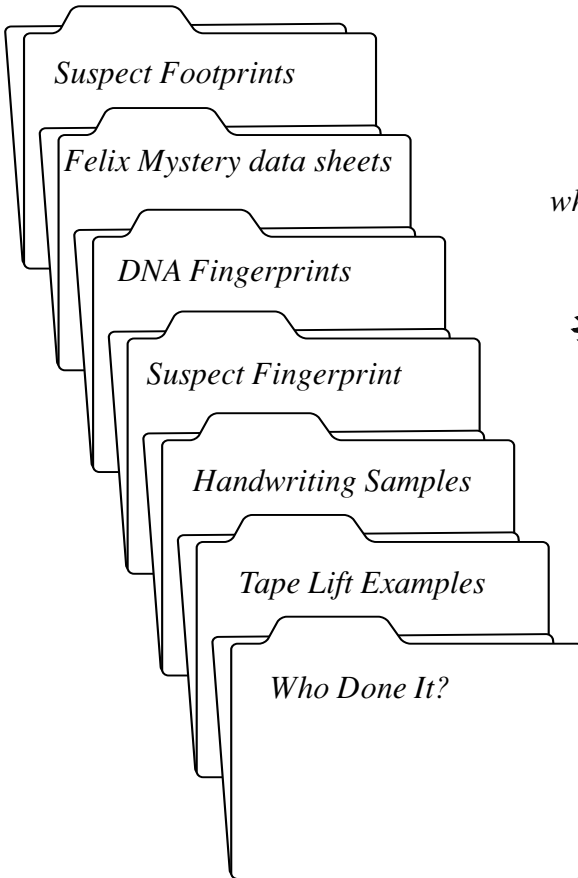 Suspect Footprints
Felix Mystery data sheets
DNA Fingerprints
Suspect Fingerprint
Handwriting Samples
Tape Lift Examples
Who Done It?